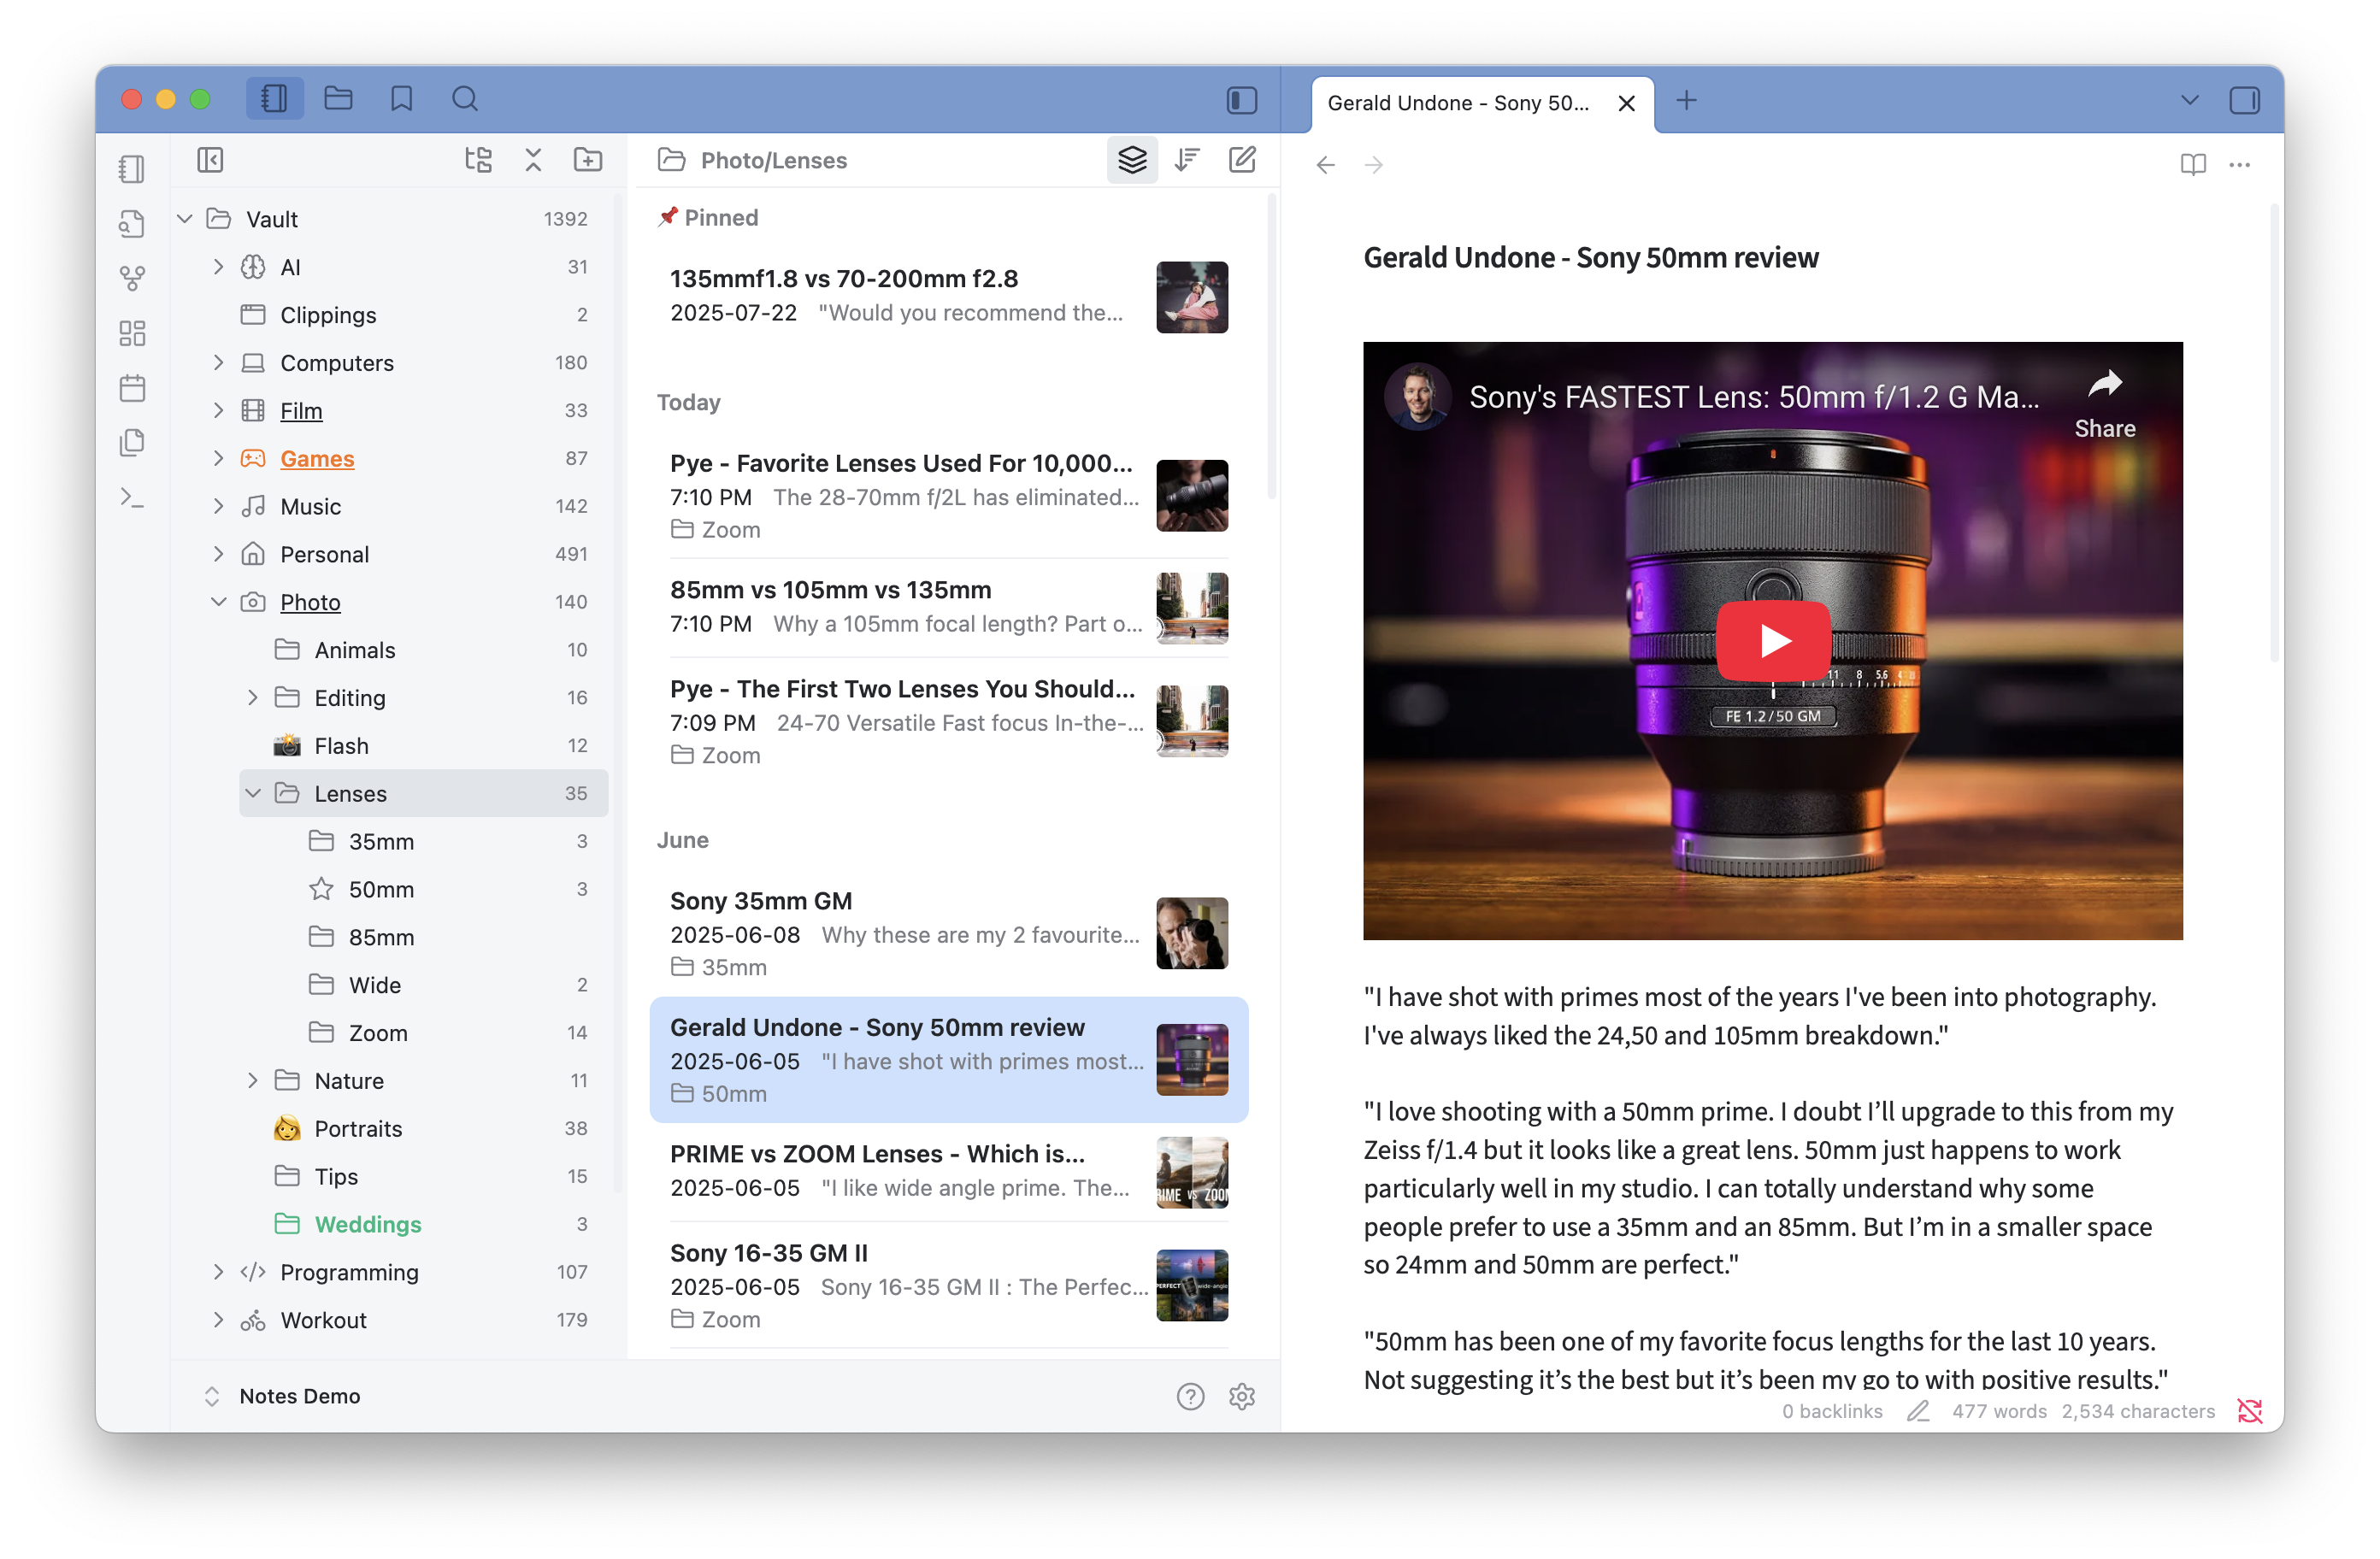 Gerald Undone - Sony 50...
Vault 1392
AI 31
Clippings 2
Computers 180
Film 33
Games 87
Music 142
Personal 491
Photo 140
Animals 10
Editing 16
Flash 12
Lenses 35
35mm 3
50mm 3
85mm
Wide 2
Zoom 14
Nature 11
Portraits 38
Tips 15
Weddings 3
Programming 107
Workout 179
Notes Demo
Photo/Lenses
Pinned
135mmf1.8 vs 70-200mm f2.8
2025-07-22 "Would you recommend the...
Today
Pye - Favorite Lenses Used For 10,000...
7:10 PM The 28-70mm f/2L has eliminated...
Zoom
85mm vs 105mm vs 135mm
7:10 PM Why a 105mm focal length? Part o...
Pye - The First Two Lenses You Should...
7:09 PM 24-70 Versatile Fast focus In-the-...
Zoom
June
Sony 35mm GM
2025-06-08 Why these are my 2 favourite...
35mm
Gerald Undone - Sony 50mm review
2025-06-05 "I have shot with primes most...
50mm
PRIME vs ZOOM Lenses - Which is...
2025-06-05 "I like wide angle prime. The...
Sony 16-35 GM II
2025-06-05 Sony 16-35 GM II : The Perfec...
Zoom
Gerald Undone - Sony 50mm review
Sony's FASTEST Lens: 50mm f/1.2 G Ma...
Share
11 8 5.6 4
FE 1.2/50 GM
"I have shot with primes most of the years I've been into photography.
I've always liked the 24,50 and 105mm breakdown."
"I love shooting with a 50mm prime. I doubt I’ll upgrade to this from my
Zeiss f/1.4 but it looks like a great lens. 50mm just happens to work
particularly well in my studio. I can totally understand why some
people prefer to use a 35mm and an 85mm. But I’m in a smaller space
so 24mm and 50mm are perfect."
"50mm has been one of my favorite focus lengths for the last 10 years.
Not suggesting it’s the best but it’s been my go to with positive results."
0 backlinks 477 words 2,534 characters